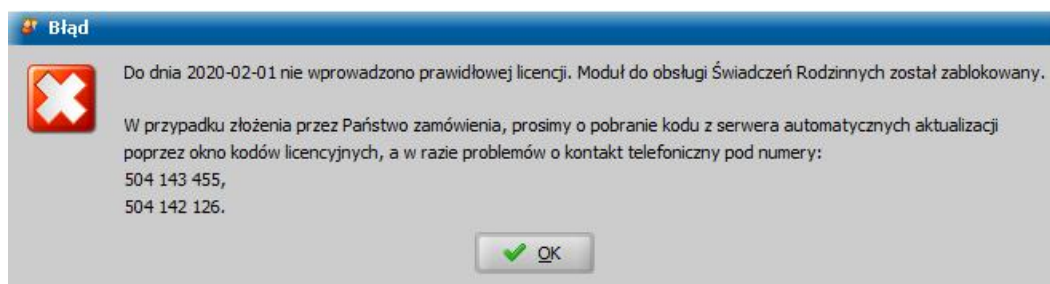 Błąd
Do dnia 2020-02-01 nie wprowadzono prawidłowej licencji. Moduł do obsługi Świadczeń Rodzinnych został zablokowany.
W przypadku złożenia przez Państwo zamówienia, prosimy o pobranie kodu z serwera automatycznych aktualizacji
poprzez okno kodów licencyjnych, a w razie problemów o kontakt telefoniczny pod numery:
504 143 455,
504 142 126.
OK